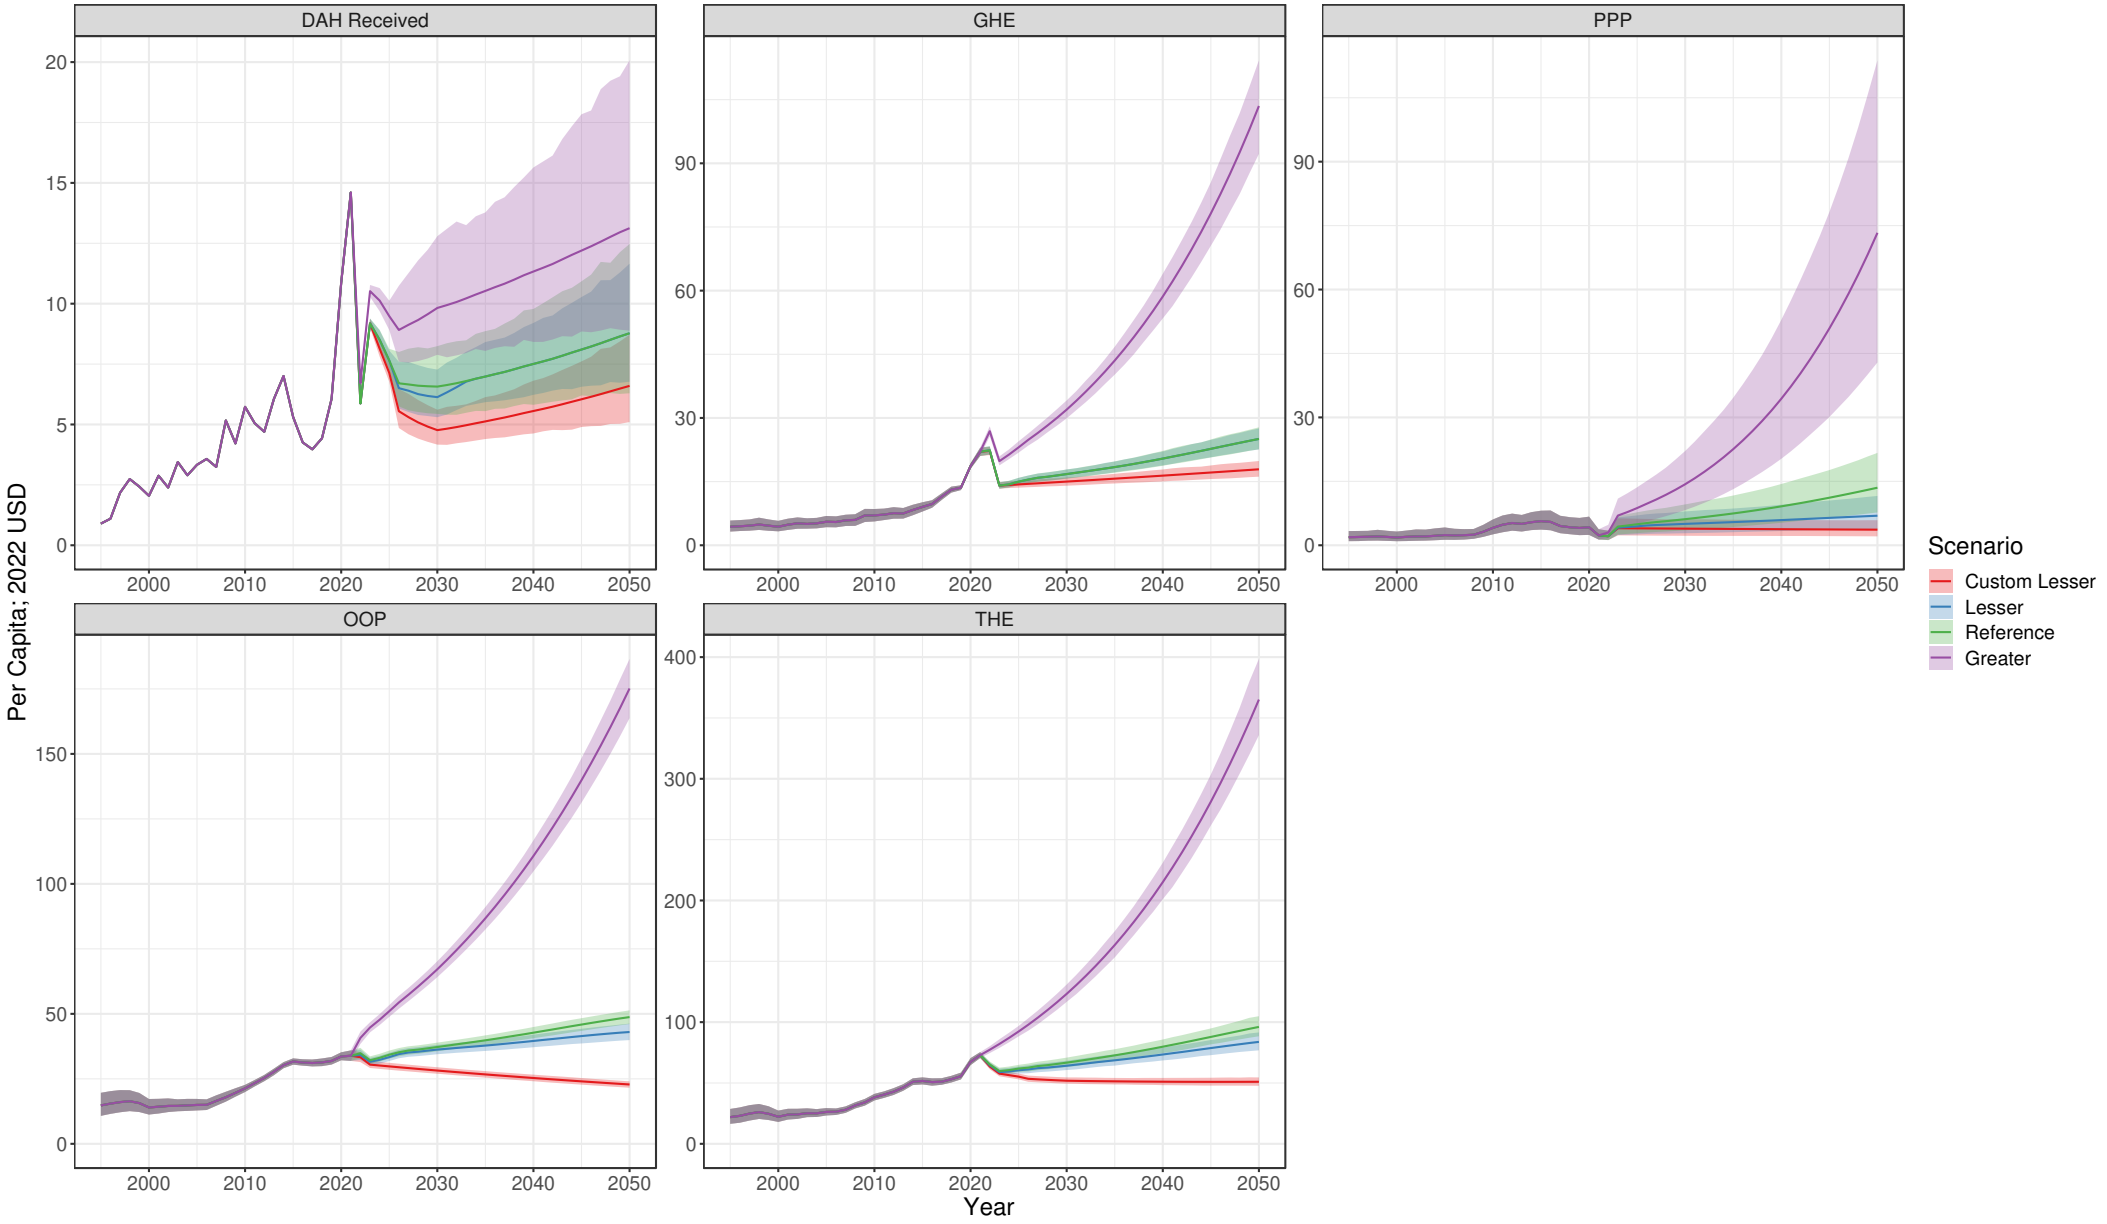 DAH Received
GHE
PPP
20
15
10
5
0
90
60
30
0
90
60
30
0
2000 2010 2020 2030 2040 2050
2000 2010 2020 2030 2040 2050
2000 2010 2020 2030 2040 2050
Per Capita; 2022 USD
OOP
THE
150
100
50
0
400
300
200
100
0
2000 2010 2020 2030 2040 2050
2000 2010 2020 2030 2040 2050
Year
Scenario
Custom Lesser
Lesser
Reference
Greater